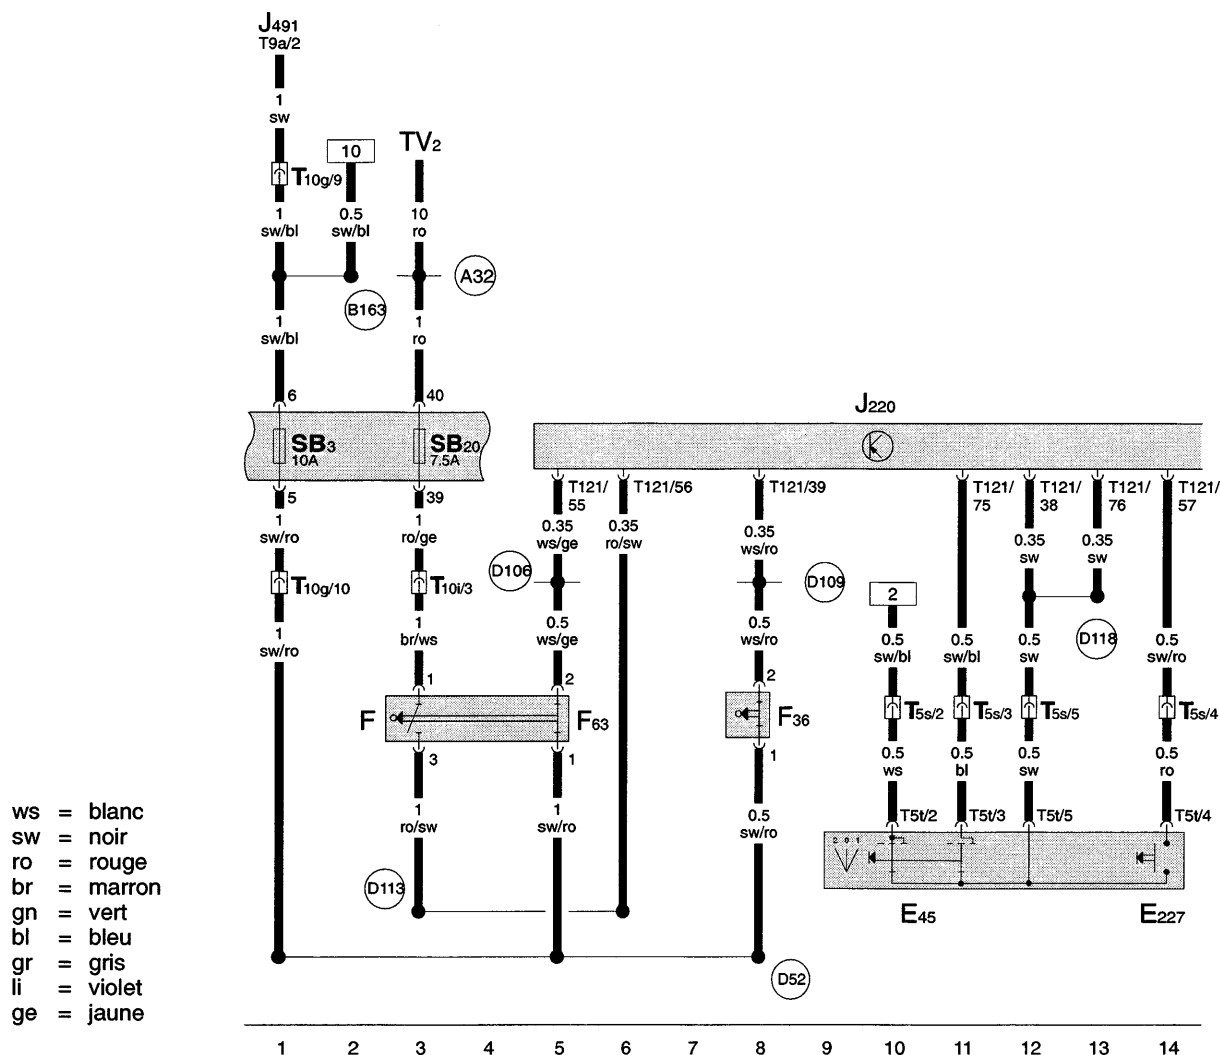 J491
T9a/2
1
sw
10
TV2
T10g/9
1
sw/bl
0.5
sw/bl
10
ro
A32
B163
1
sw/bl
1
ro
6
40
J220
SB3
10A
SB20
7.5A
5
39
T121/
55
T121/56
T121/39
T121/
75
T121/
38
T121/
76
T121/
57
1
sw/ro
1
ro/ge
0.35
ws/ge
0.35
ro/sw
0.35
ws/ro
0.35
sw
0.35
sw
D106
D109
T10g/10
T10i/3
2
D118
1
sw/ro
1
br/ws
0.5
ws/ge
0.5
ws/ro
0.5
sw/bl
0.5
sw/bl
0.5
sw
0.5
sw/ro
1
2
2
F
F63
F36
T5s/2
T5s/3
T5s/5
T5s/4
3
1
1
0.5
ws
0.5
bl
0.5
sw
0.5
ro
1
ro/sw
1
sw/ro
0.5
sw/ro
T5t/2
T5t/3
T5t/5
T5t/4
2 0 1
D113
E45
E227
D52
ws = blanc
sw = noir
ro = rouge
br = marron
gn = vert
bl = bleu
gr = gris
li = violet
ge = jaune
1 2 3 4 5 6 7 8 9 10 11 12 13 14